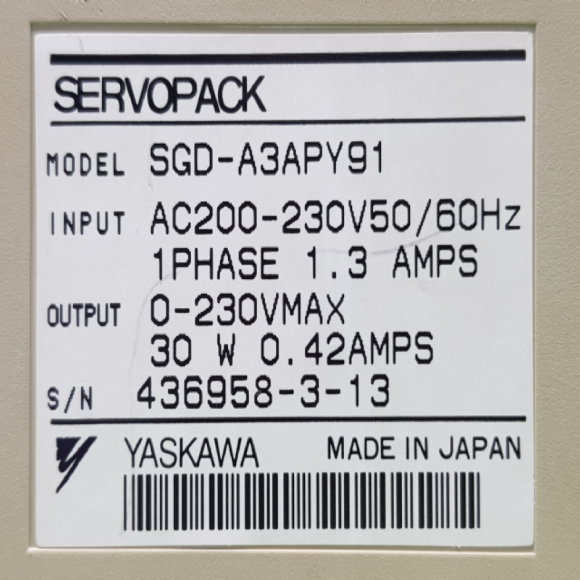 SERVOPACK
MODEL SGD-A3APY91
INPUT AC200-230V50/60Hz
1PHASE 1.3 AMPS
OUTPUT 0-230VMAX
30 W 0.42AMPS
S/N 436958-3-13
YASKAWA MADE IN JAPAN